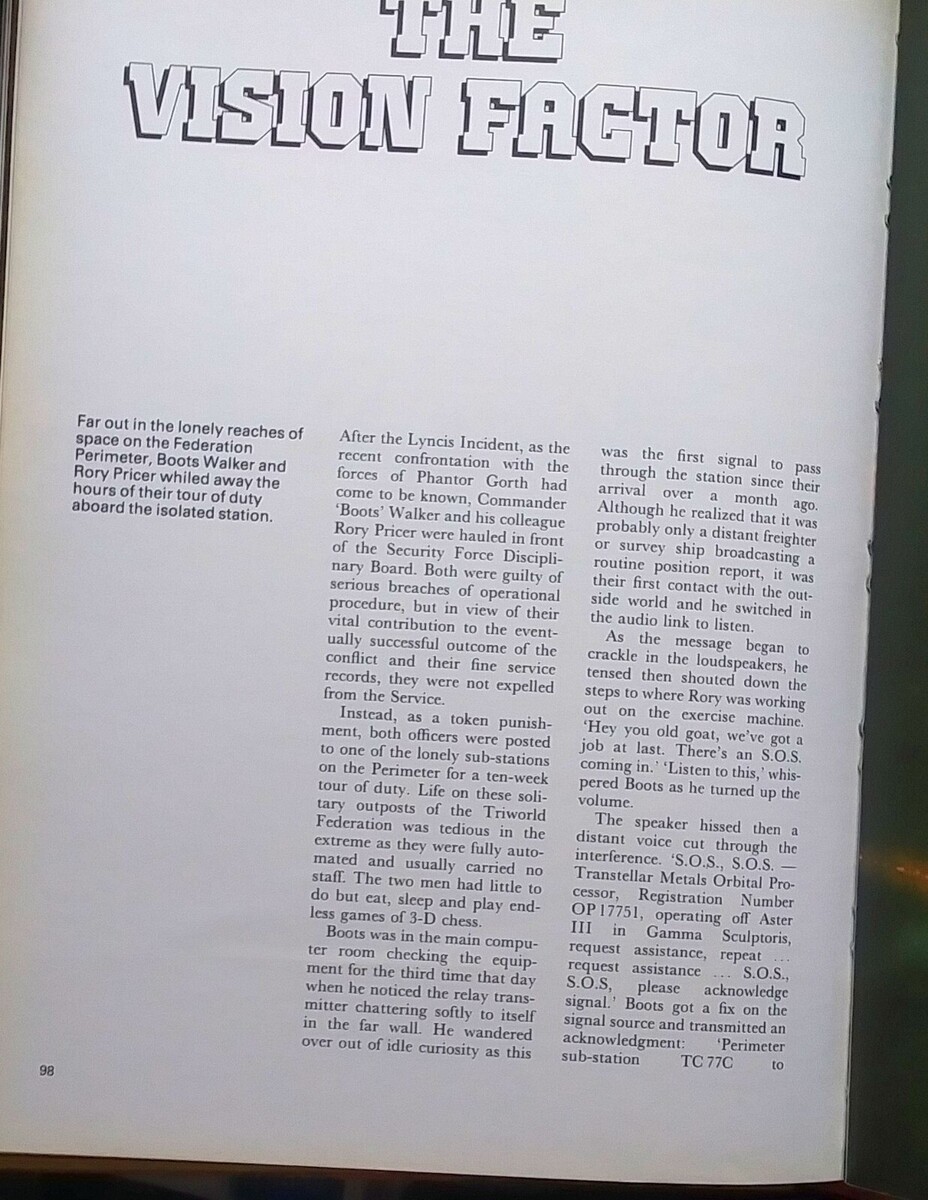 THE
VISION FACTOR
Far out in the lonely reaches of
space on the Federation
Perimeter, Boots Walker and
Rory Pricer whiled away the
hours of their tour of duty
aboard the isolated station.
After the Lyncis Incident, as the
recent confrontation with the
forces of Phantor Gorth had
come to be known, Commander
'Boots' Walker and his colleague
Rory Pricer were hauled in front
of the Security Force Discipli-
nary Board. Both were guilty of
serious breaches of operational
procedure, but in view of their
vital contribution to the event-
ually successful outcome of the
conflict and their fine service
records, they were not expelled
from the Service.
Instead, as a token punish-
ment, both officers were posted
to one of the lonely sub-stations
on the Perimeter for a ten-week
tour of duty. Life on these soli-
tary outposts of the Triworld
Federation was tedious in the
extreme as they were fully auto-
mated and usually carried no
staff. The two men had little to
do but eat, sleep and play end-
less games of 3-D chess.
Boots was in the main compu-
ter room checking the equip-
ment for the third time that day
when he noticed the relay trans-
mitter chattering softly to itself
in the far wall. He wandered
over out of idle curiosity as this
was the first signal to pass
through the station since their
arrival over a month ago.
Although he realized that it was
probably only a distant freighter
or survey ship broadcasting a
routine position report, it was
their first contact with the out-
side world and he switched in
the audio link to listen.
As the message began to
crackle in the loudspeakers, he
tensed then shouted down the
steps to where Rory was working
out on the exercise machine.
'Hey you old goat, we've got a
job at last. There's an S.O.S.
coming in.' 'Listen to this,' whis-
pered Boots as he turned up the
volume.
The speaker hissed then a
distant voice cut through the
interference. 'S.O.S., S.O.S. —
Transtellar Metals Orbital Pro-
cessor, Registration Number
OP 17751, operating off Aster
III in Gamma Sculptoris,
request assistance, repeat ...
request assistance ... S.O.S.,
S.O.S, please acknowledge
signal.' Boots got a fix on the
signal source and transmitted an
acknowledgment: 'Perimeter
sub-station TC 77C to
98